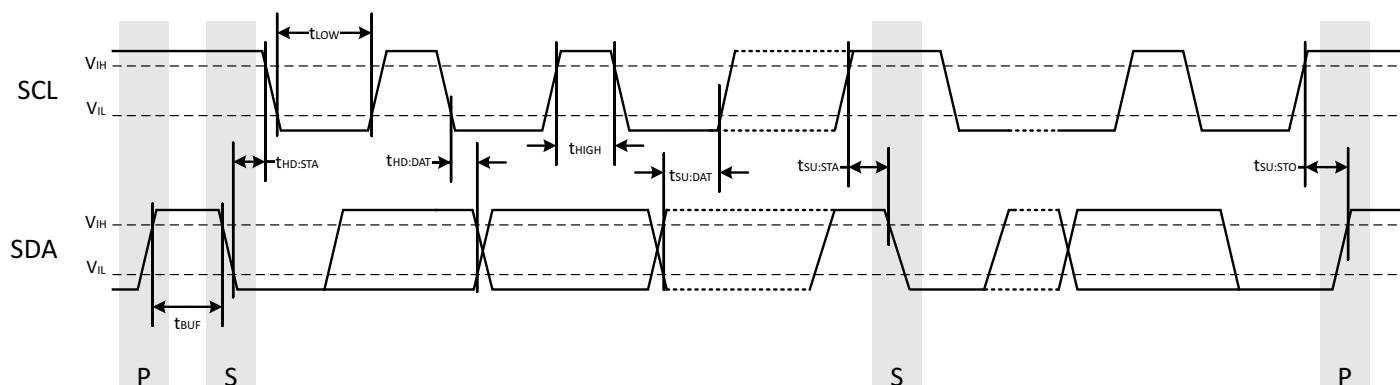 tLOW
VIH
SCL
VIL
tHD:STA
tHD:DAT
tHIGH
tSU:DAT
tSU:STA
tSU:STO
VIH
SDA
VIL
tBUF
P
S
S
P